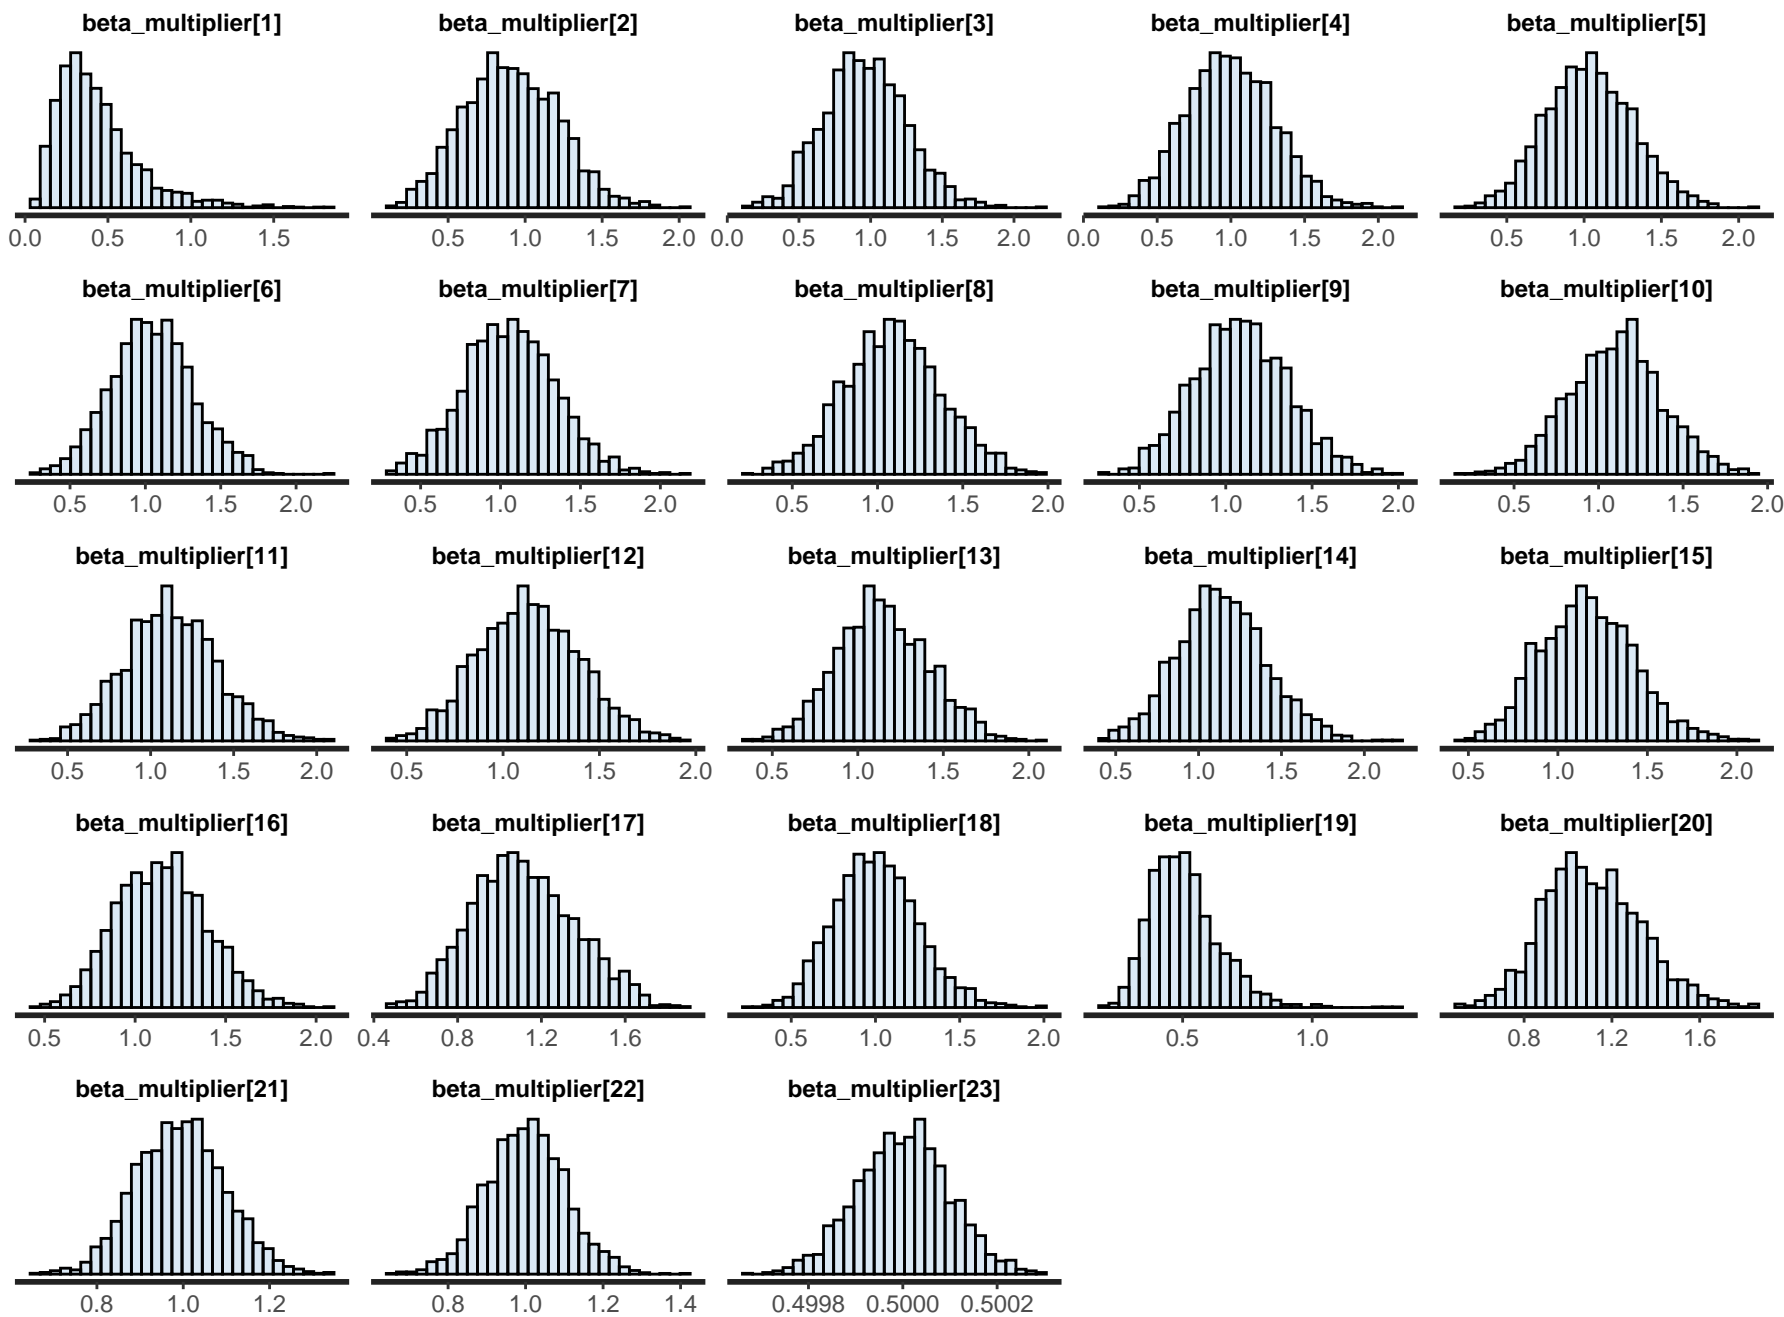 beta_multiplier[1] beta_multiplier[2] beta_multiplier[3] beta_multiplier[4] beta_multiplier[5]
0.0 0.5 1.0 1.5 0.5 1.0 1.5 2.0 0.0 0.5 1.0 1.5 2.0 0.0 0.5 1.0 1.5 2.0 0.5 1.0 1.5 2.0
beta_multiplier[6] beta_multiplier[7] beta_multiplier[8] beta_multiplier[9] beta_multiplier[10]
0.5 1.0 1.5 2.0 0.5 1.0 1.5 2.0 0.5 1.0 1.5 2.0 0.5 1.0 1.5 2.0 0.5 1.0 1.5 2.0
beta_multiplier[11] beta_multiplier[12] beta_multiplier[13] beta_multiplier[14] beta_multiplier[15]
0.5 1.0 1.5 2.0 0.5 1.0 1.5 2.0 0.5 1.0 1.5 2.0 0.5 1.0 1.5 2.0 0.5 1.0 1.5 2.0
beta_multiplier[16] beta_multiplier[17] beta_multiplier[18] beta_multiplier[19] beta_multiplier[20]
0.5 1.0 1.5 2.0 0.4 0.8 1.2 1.6 0.5 1.0 1.5 2.0 0.5 1.0 0.8 1.2 1.6
beta_multiplier[21] beta_multiplier[22] beta_multiplier[23]
0.8 1.0 1.2 0.8 1.0 1.2 1.4 0.4998 0.5000 0.5002